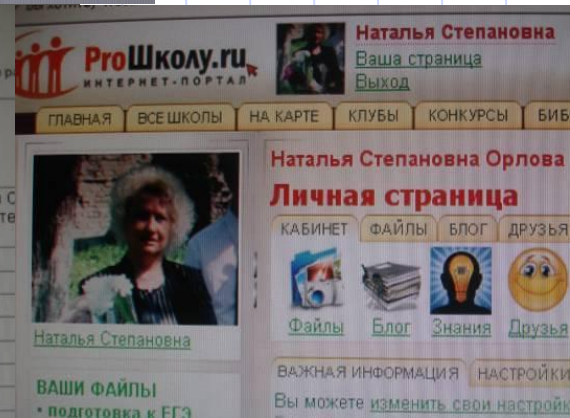 Наталья Степановна
Ваша страница
Выход
ProШколу.ru
ИНТЕРНЕТ-ПОРТАЛ
ГЛАВНАЯ ВСЕ ШКОЛЫ НА КАРТЕ КЛУБЫ КОНКУРСЫ БИБ
Наталья Степановна Орлова
Личная страница
КАБИНЕТ ФАЙЛЫ БЛОГ ДРУЗЬЯ
Файлы Блог Знания Друзья
Наталья Степановна
ВАЖНАЯ ИНФОРМАЦИЯ НАСТРОЙКИ
Вы можете изменить свои настройк
ВАШИ ФАЙЛЫ
• подготовка к ЕГЭ